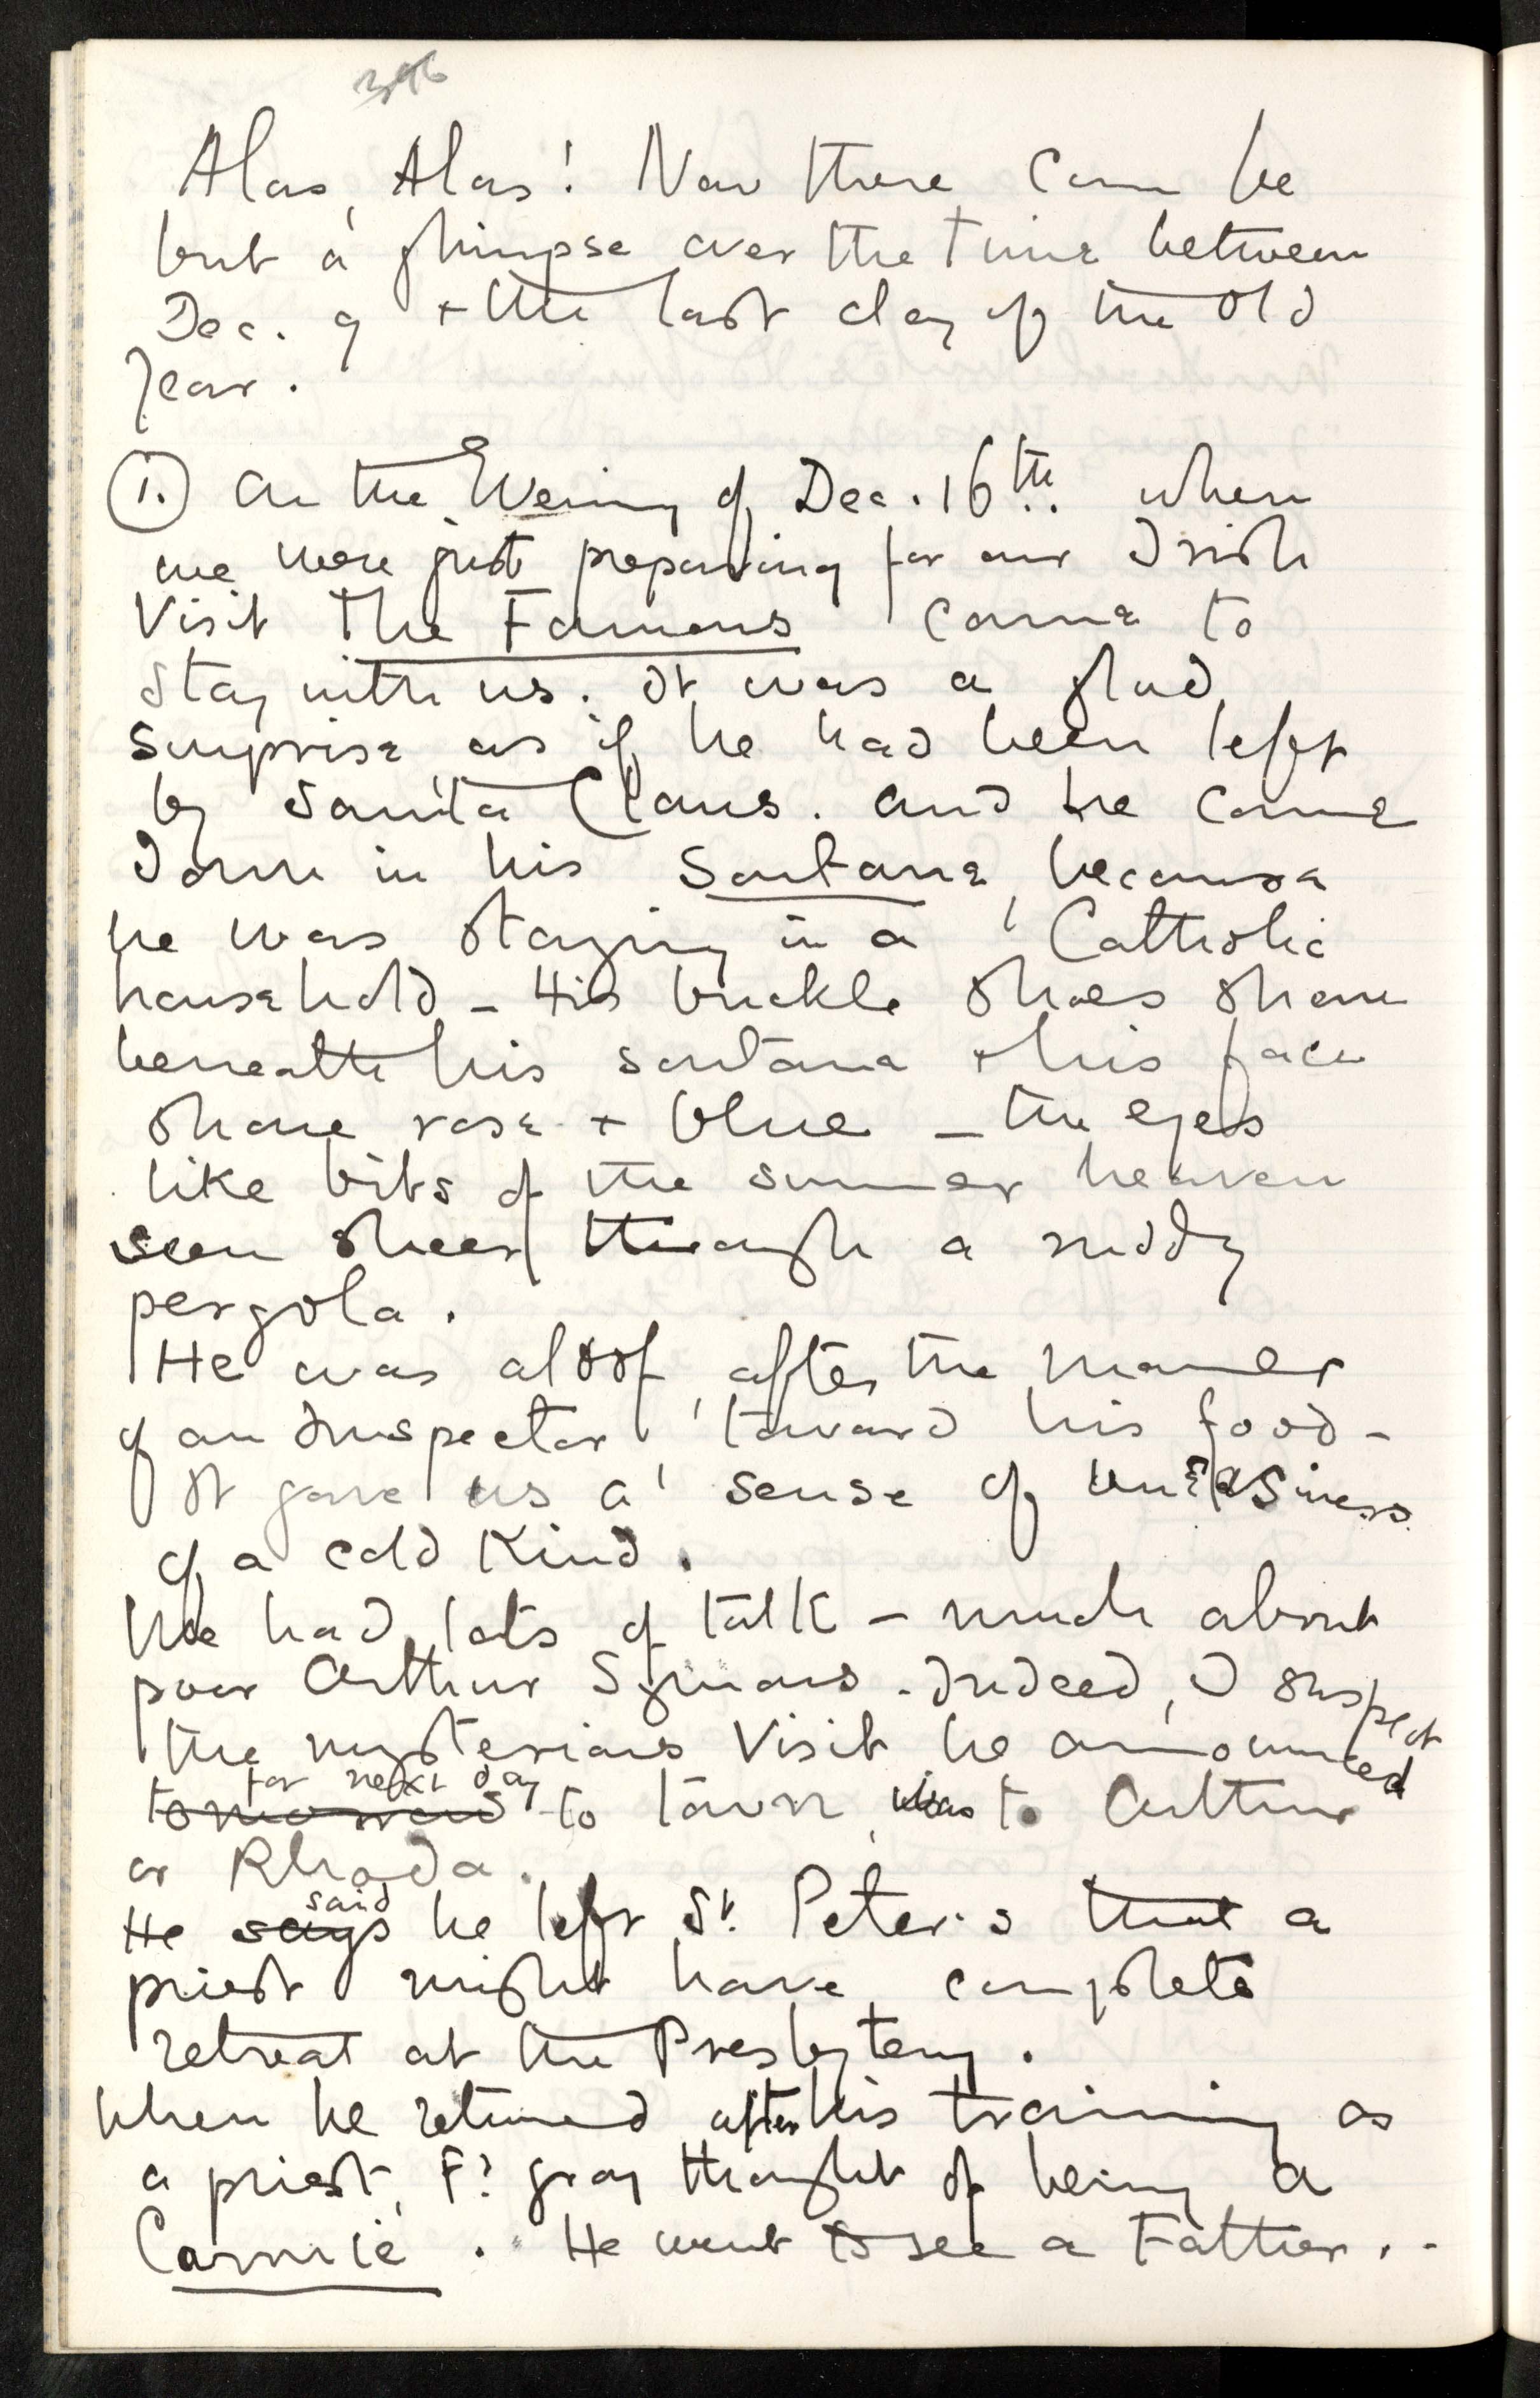 Alas, Alas! Now there can be
but a glimpse over the time between
Dec. 9 + the last day of the old
year.
1. On the Evening of Dec. 16th. when
we were just preparing for our Irish
Visit The Famous came to
stay with us. It was a glad
surprise, as if he had been left
by Santa Claus. And he came
down in his Soutane, because
he was staying in a Catholic
household – His buckle shoes shone
beneath his soutane + his face
shone rose + blue – the eyes
like bits of the summer heaven
seen sheer through a ruddy
pergola.
He was aloof, after the manner
of an Inspector, toward his food –
It gave us a sense of uneasiness
of a cold kind.
We had lots of talk – much about
poor Arthur Symons. Indeed, I suspect
the mysterious Visit he announced
for next day
tomorrow to town, was to Arthur
or Rhoda.
said
He says he left St. Peter's that a
priest might have complete
retreat at the Presbytery.
When he returned after his training as
a priest, Fr Gray thought of being a
Carmelite. He went to see a Father..